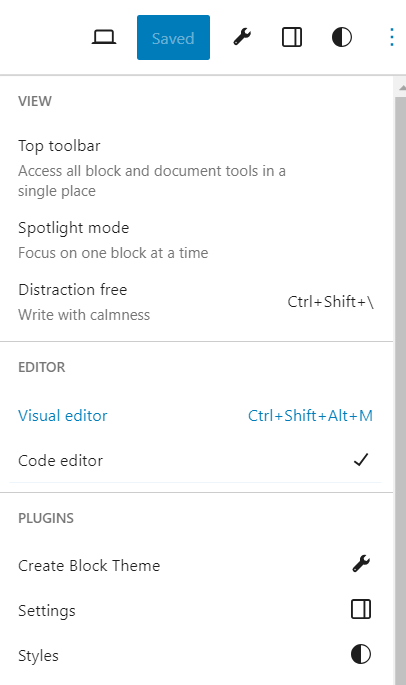 Saved
VIEW
Top toolbar
Access all block and document tools in a
single place
Spotlight mode
Focus on one block at a time
Distraction free
Ctrl+Shift+\
Write with calmness
EDITOR
Visual editor Ctrl+Shift+Alt+M
Code editor
PLUGINS
Create Block Theme
Settings
Styles